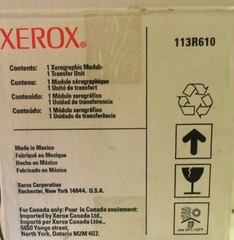 XEROX®
113R610
Contents: 1 Xerographic Module
1 Transfer Unit
Contenu: 1 Module xérographique
1 Unité de transfert
Contenido: 1 Módulo xerográfico
1 Unidad de transferencia
Conteúdo: 1 Módulo xerográfico
1 Unidade de transferência
Made in Mexico
Fabriqué au Mexique
Hecho en México
Fabricado no México
Xerox Corporation
Rochester, New York 14644. U.S.A.
For Canada only: Pour le Canada seulement:
Imported by Xerox Canada Ltd.,
Importé par Xerox Canada Ltée.
5650 Yonge street,
North York, Ontario M2M 4G7.